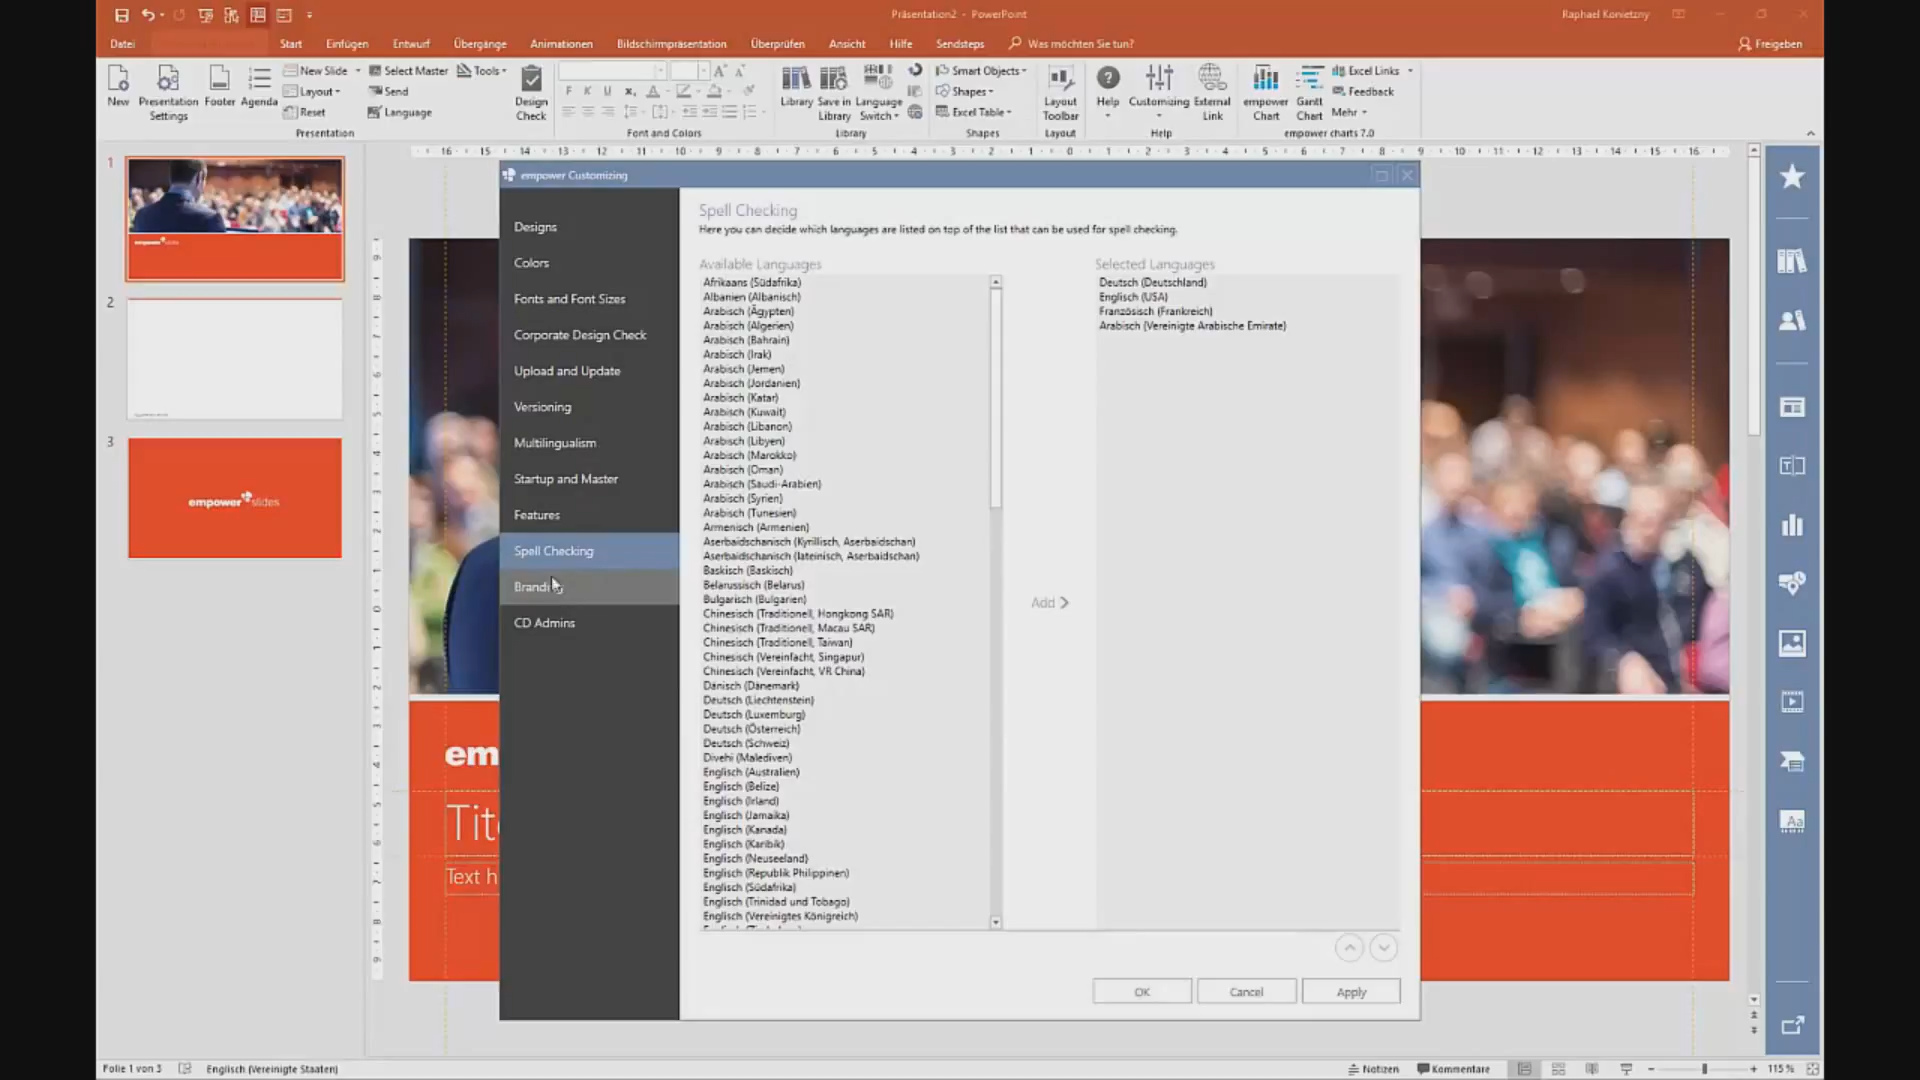 Präsentation2 - PowerPoint
Raphael Konietzny
Datei
Start
Einfügen
Entwurf
Übergänge
Animationen
Bildschirmpräsentation
Überprüfen
Ansicht
Hilfe
Sendsteps
Was möchten Sie tun?
Freigeben
New
Presentation Settings
Footer
Agenda
New Slide
Layout
Reset
Select Master
Send
Language
Tools
Presentation
Design Check
F K U
Font and Colors
Library
Save in Library
Language Switch
Library
Smart Objects
Shapes
Excel Table
Shapes
Layout Toolbar
Layout
Help
Customizing
External Link
Help
empower Chart
Gantt Chart
Excel Links
Feedback
Mehr
empower charts 7.0
1
2
3
empower slides
empower Customizing
Designs
Colors
Fonts and Font Sizes
Corporate Design Check
Upload and Update
Versioning
Multilingualism
Startup and Master
Features
Spell Checking
CD Admins
Spell Checking
Here you can decide which languages are listed on top of the list that can be used for spell checking.
Available Languages
Afrikaans (Südafrika)
Albanien (Albanisch)
Arabisch (Ägypten)
Arabisch (Algerien)
Arabisch (Bahrain)
Arabisch (Irak)
Arabisch (Jemen)
Arabisch (Jordanien)
Arabisch (Katar)
Arabisch (Kuwait)
Arabisch (Libanon)
Arabisch (Libyen)
Arabisch (Marokko)
Arabisch (Oman)
Arabisch (Saudi-Arabien)
Arabisch (Syrien)
Arabisch (Tunesien)
Armenisch (Armenien)
Aserbaidschanisch (Kyrillisch, Aserbaidschan)
Aserbaidschanisch (lateinisch, Aserbaidschan)
Baskisch (Baskisch)
Belarussisch (Belarus)
Bulgarisch (Bulgarien)
Chinesisch (Traditionell, Hongkong SAR)
Chinesisch (Traditionell, Macau SAR)
Chinesisch (Traditionell, Taiwan)
Chinesisch (Vereinfacht, Singapur)
Chinesisch (Vereinfacht, VR China)
Dänisch (Dänemark)
Deutsch (Liechtenstein)
Deutsch (Luxemburg)
Deutsch (Österreich)
Deutsch (Schweiz)
Divehi (Malediven)
Englisch (Australien)
Englisch (Belize)
Englisch (Irland)
Englisch (Jamaika)
Englisch (Kanada)
Englisch (Karibik)
Englisch (Neuseeland)
Englisch (Republik Philippinen)
Englisch (Südafrika)
Englisch (Trinidad und Tobago)
Englisch (Vereinigtes Königreich)
Add
Selected Languages
Deutsch (Deutschland)
Englisch (USA)
Französisch (Frankreich)
Arabisch (Vereinigte Arabische Emirate)
OK
Cancel
Apply
em
Tit
Text h
Folie 1 von 3
Englisch (Vereinigte Staaten)
Notizen
Kommentare
115 %